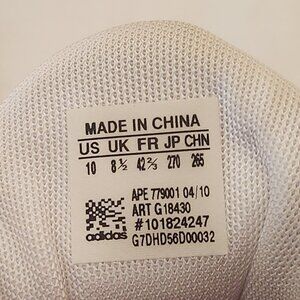 MADE IN CHINA
US UK FR JP CHN
10 8½ 42⅔ 270 265
APE 779001 04/10
ART G18430
#101824247
adidas G7DHD56D00032